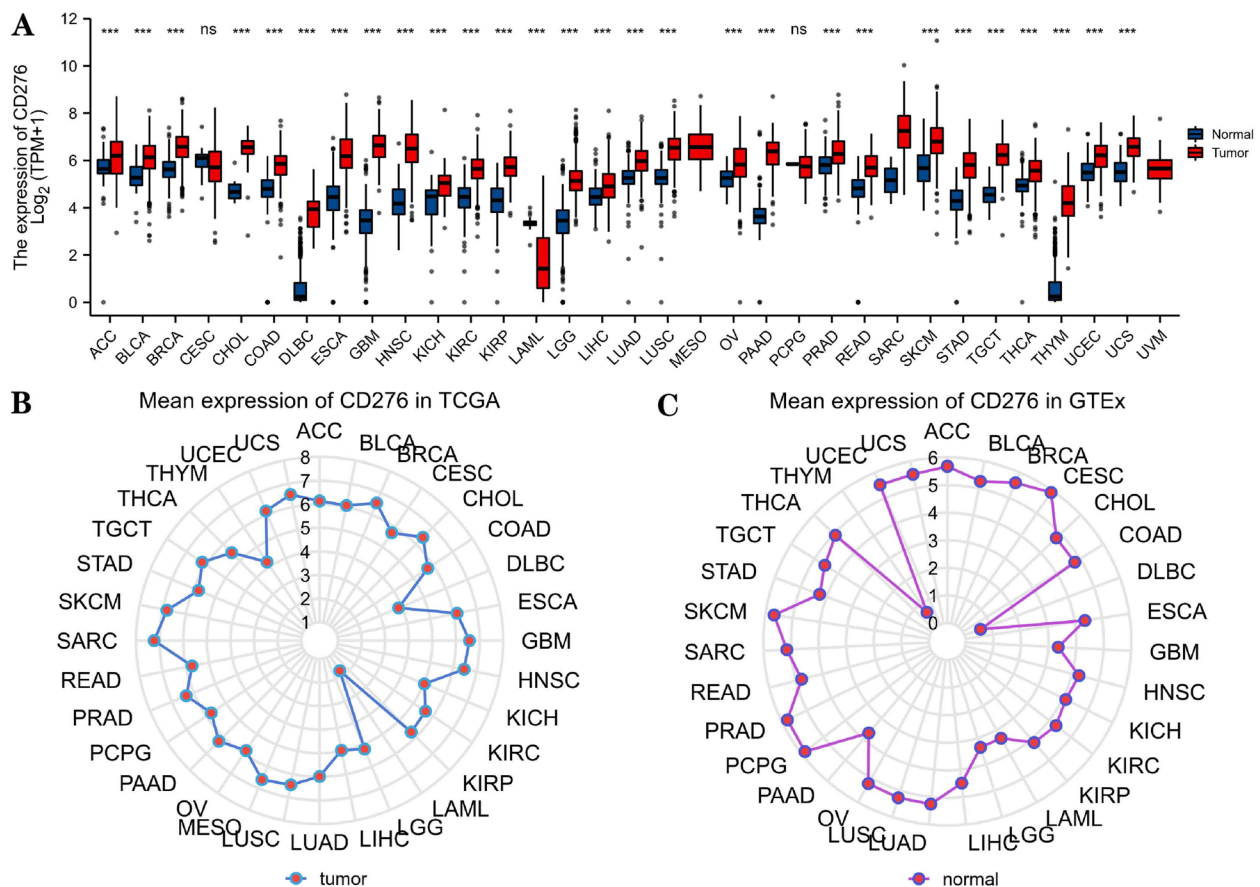 A
The expression of CD276
Log2 (TPM+1)
12
10
8
6
4
2
0
*** *** *** ns *** *** *** *** *** *** *** *** *** *** *** *** *** *** *** *** ns *** *** *** *** *** *** *** *** ***
Normal
Tumor
ACC BLCA BRCA CESC CHOL COAD DLBC ESCA GBM HNSC KICH KIRC KIRP LAML LGG LIHC LUAD LUSC MESO OV PAAD PCPG PRAD READ SARC SKCM STAD TGCT THCA THYM UCEC UCS UVM
B
Mean expression of CD276 in TCGA
ACC
BLCA
BRCA
CESC
CHOL
COAD
DLBC
ESCA
GBM
HNSC
KICH
KIRC
KIRP
LAML
LGG
LIHC
LUAD
LUSC
MESO
OV
PAAD
PCPG
PRAD
READ
SARC
SKCM
STAD
TGCT
THCA
THYM
UCEC
UCS
8
7
6
5
4
3
2
1
tumor
C
Mean expression of CD276 in GTEx
ACC
BLCA
BRCA
CESC
CHOL
COAD
DLBC
ESCA
GBM
HNSC
KICH
KIRC
KIRP
LAML
LGG
LIHC
LUAD
LUSC
OV
PAAD
PCPG
PRAD
READ
SARC
SKCM
STAD
TGCT
THCA
THYM
UCEC
UCS
6
5
4
3
2
1
0
normal